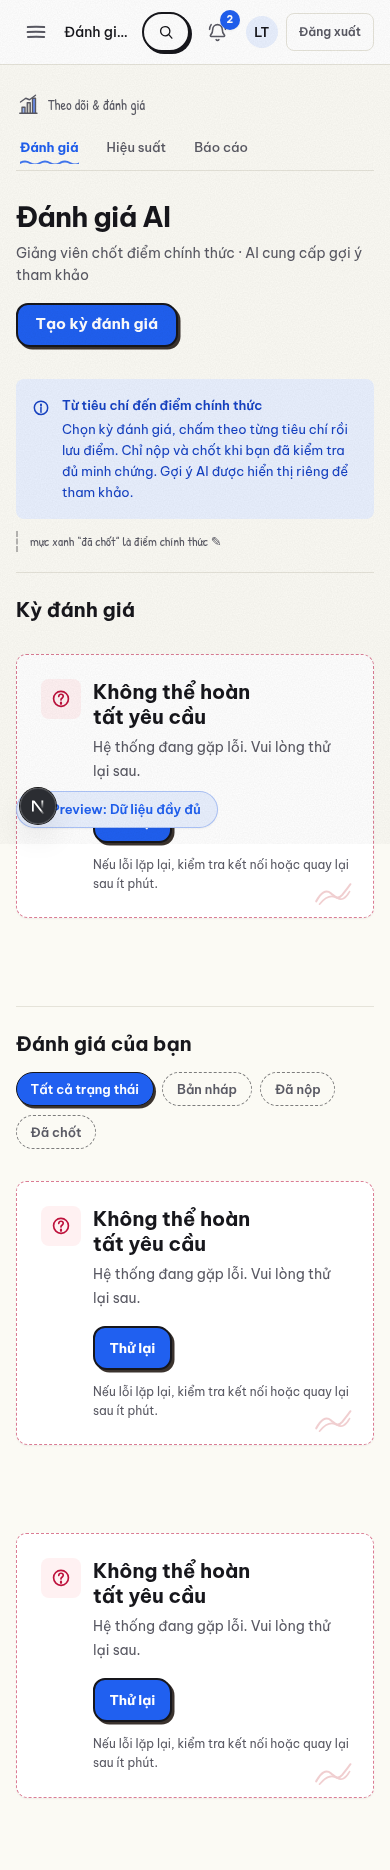 Đánh gi...
2
LT
Đăng xuất
Theo dõi & đánh giá
Đánh giá
Hiệu suất
Báo cáo
Đánh giá AI
Giảng viên chốt điểm chính thức · AI cung cấp gợi ý
tham khảo
Tạo kỳ đánh giá
Từ tiêu chí đến điểm chính thức
Chọn kỳ đánh giá, chấm theo từng tiêu chí rồi
lưu điểm. Chỉ nộp và chốt khi bạn đã kiểm tra
đủ minh chứng. Gợi ý AI được hiển thị riêng để
tham khảo.
mực xanh "đã chốt" là điểm chính thức ✎
Kỳ đánh giá
Không thể hoàn
tất yêu cầu
Hệ thống đang gặp lỗi. Vui lòng thử
lại sau.
N
Preview: Dữ liệu đầy đủ
Nếu lỗi lặp lại, kiểm tra kết nối hoặc quay lại
sau ít phút.
Đánh giá của bạn
Tất cả trạng thái
Bản nháp
Đã nộp
Đã chốt
Không thể hoàn
tất yêu cầu
Hệ thống đang gặp lỗi. Vui lòng thử
lại sau.
Thử lại
Nếu lỗi lặp lại, kiểm tra kết nối hoặc quay lại
sau ít phút.
Không thể hoàn
tất yêu cầu
Hệ thống đang gặp lỗi. Vui lòng thử
lại sau.
Thử lại
Nếu lỗi lặp lại, kiểm tra kết nối hoặc quay lại
sau ít phút.